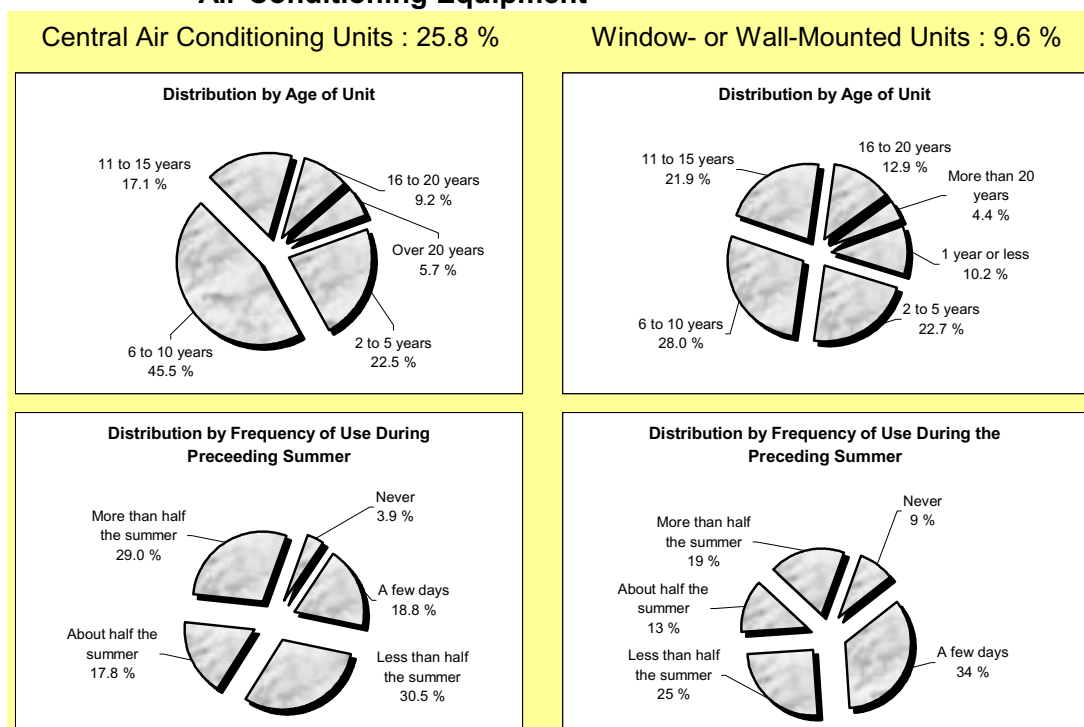 Air Conditioning Equipment
Central Air Conditioning Units : 25.8 %
Window- or Wall-Mounted Units : 9.6 %
Distribution by Age of Unit
11 to 15 years
17.1 %
16 to 20 years
9.2 %
Over 20 years
5.7 %
2 to 5 years
22.5 %
6 to 10 years
45.5 %
Distribution by Age of Unit
11 to 15 years
21.9 %
16 to 20 years
12.9 %
More than 20
years
4.4 %
1 year or less
10.2 %
2 to 5 years
22.7 %
6 to 10 years
28.0 %
Distribution by Frequency of Use During
Preceeding Summer
More than half
the summer
29.0 %
Never
3.9 %
A few days
18.8 %
Less than half
the summer
30.5 %
About half the
summer
17.8 %
Distribution by Frequency of Use During the
Preceding Summer
More than half
the summer
19 %
Never
9 %
About half the
summer
13 %
Less than half
the summer
25 %
A few days
34 %